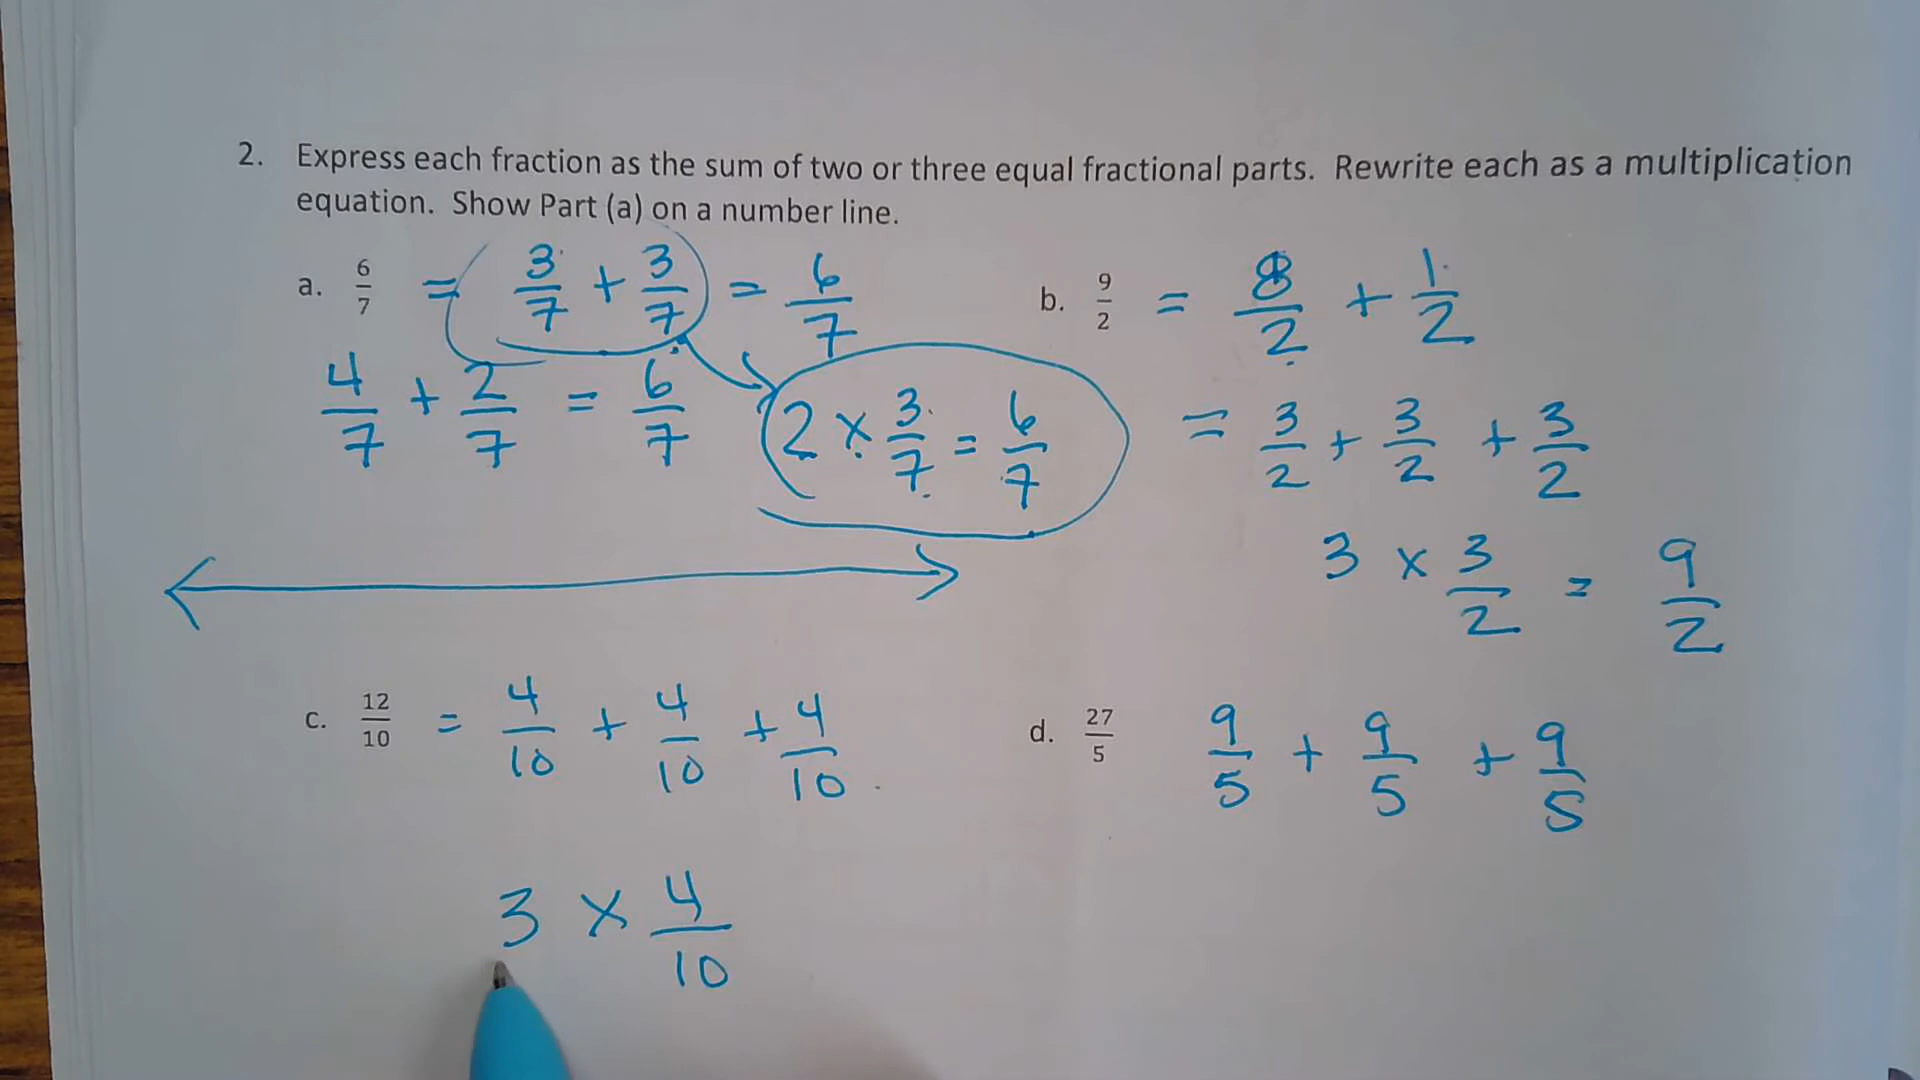 2. Express each fraction as the sum of two or three equal fractional parts. Rewrite each as a multiplication
equation. Show Part (a) on a number line.
a. 6/7 = 3/7 + 3/7 = 6/7
4/7 + 2/7 = 6/7
2 × 3/7 = 6/7
b. 9/2 = 8/2 + 1/2
= 3/2 + 3/2 + 3/2
3 × 3/2 = 9/2
c. 12/10 = 4/10 + 4/10 + 4/10
3 × 4/10
d. 27/5 9/5 + 9/5 + 9/5